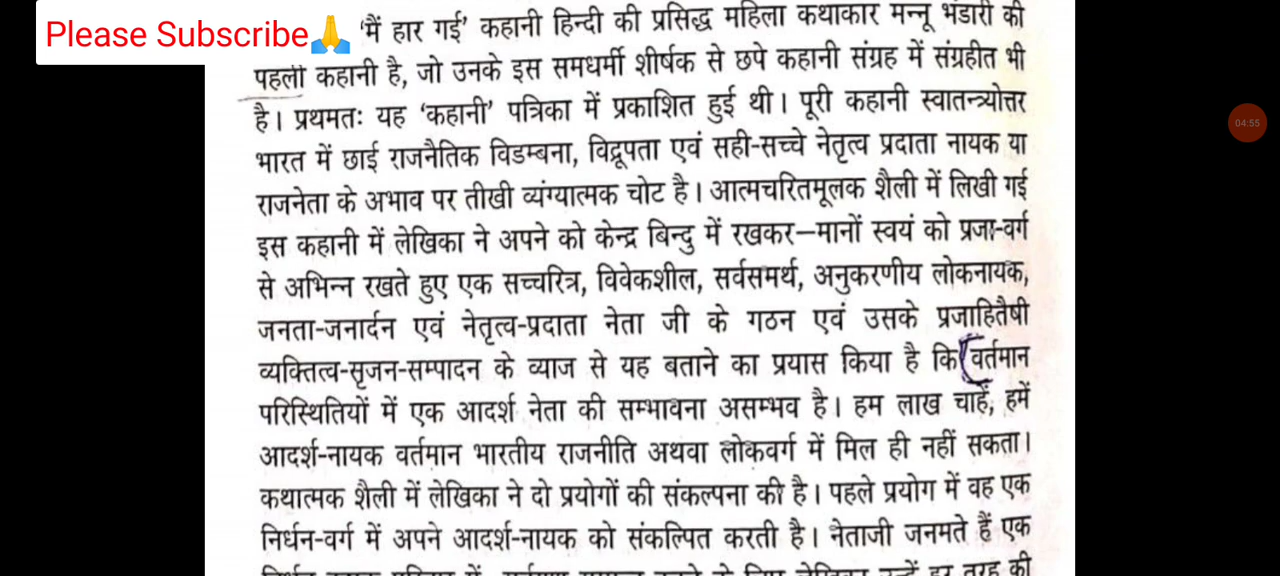 Please Subscribe🙏
'मैं हार गई' कहानी हिन्दी की प्रसिद्ध महिला कथाकार मन्नू भंडारी की
पहली कहानी है, जो उनके इस समधर्मी शीर्षक से छपे कहानी संग्रह में संग्रहीत भी
है। प्रथमतः यह 'कहानी' पत्रिका में प्रकाशित हुई थी। पूरी कहानी स्वातन्त्र्योत्तर
04:55
भारत में छाई राजनैतिक विडम्बना, विद्रूपता एवं सही-सच्चे नेतृत्व प्रदाता नायक या
राजनेता के अभाव पर तीखी व्यंग्यात्मक चोट है। आत्मचरितमूलक शैली में लिखी गई
इस कहानी में लेखिका ने अपने को केन्द्र बिन्दु में रखकर—मानों स्वयं को प्रजा-वर्ग
से अभिन्न रखते हुए एक सच्चरित्र, विवेकशील, सर्वसमर्थ, अनुकरणीय लोकनायक,
जनता-जनार्दन एवं नेतृत्व-प्रदाता नेता जी के गठन एवं उसके प्रजाहितैषी
व्यक्तित्व-सृजन-सम्पादन के व्याज से यह बताने का प्रयास किया है कि (वर्तमान
परिस्थितियों में एक आदर्श नेता की सम्भावना असम्भव है। हम लाख चाहें, हमें
आदर्श-नायक वर्तमान भारतीय राजनीति अथवा लोकवर्ग में मिल ही नहीं सकता।
कथात्मक शैली में लेखिका ने दो प्रयोगों की संकल्पना की है। पहले प्रयोग में वह एक
निर्धन-वर्ग में अपने आदर्श-नायक को संकल्पित करती है। नेताजी जनमते हैं एक